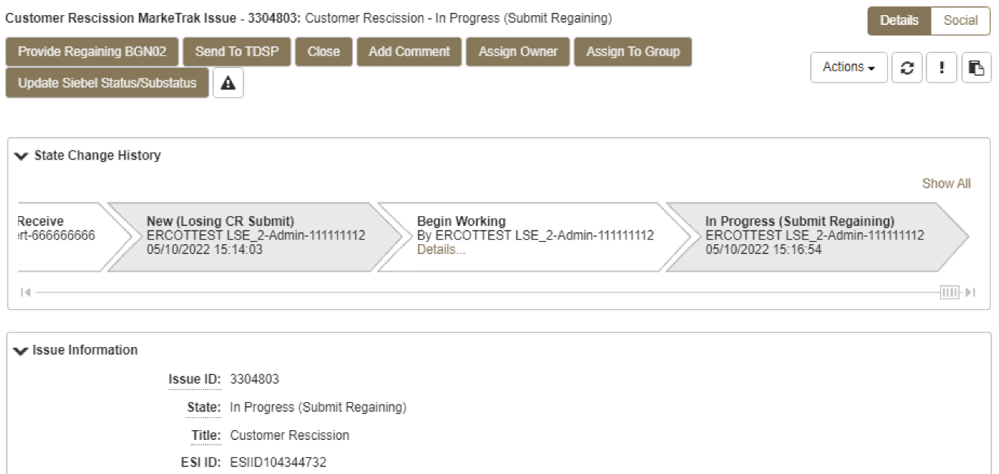 Customer Rescission MarkeTrak Issue - 3304803: Customer Rescission - In Progress (Submit Regaining)
Details Social
Provide Regaining BGN02 Send To TDSP Close Add Comment Assign Owner Assign To Group
Actions
Update Siebel Status/Substatus
State Change History
Show All
Receive
rt-666666666
New (Losing CR Submit)
ERCOTTEST LSE_2-Admin-111111112
05/10/2022 15:14:03
Begin Working
By ERCOTTEST LSE_2-Admin-111111112
Details...
In Progress (Submit Regaining)
ERCOTTEST LSE_2-Admin-111111112
05/10/2022 15:16:54
Issue Information
Issue ID: 3304803
State: In Progress (Submit Regaining)
Title: Customer Rescission
ESI ID: ESIID104344732